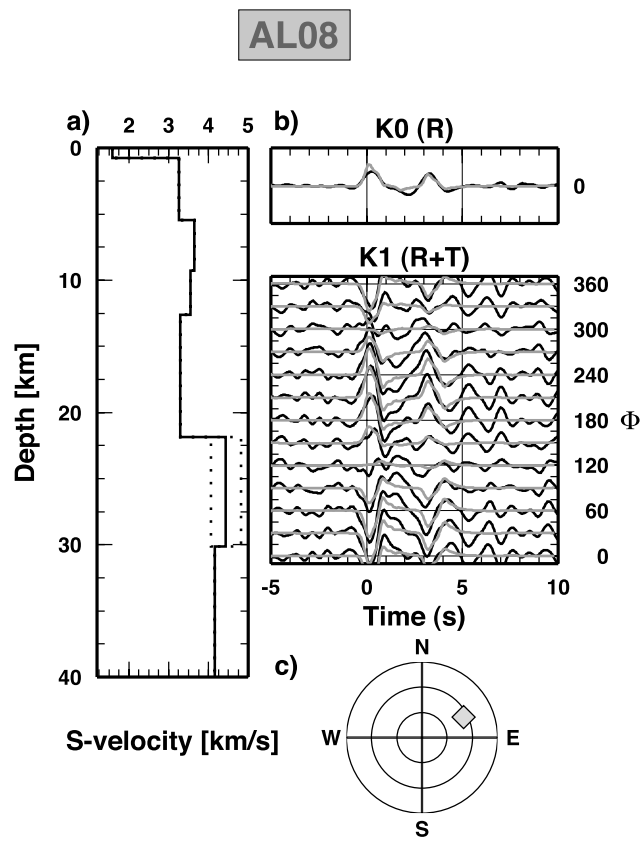 AL08
a)
2 3 4 5
0
10
20
30
40
Depth [km]
S-velocity [km/s]
b)
K0 (R)
0
K1 (R+T)
360
300
240
180 Φ
120
60
0
-5 0 5 10
Time (s)
c)
N
W E
S